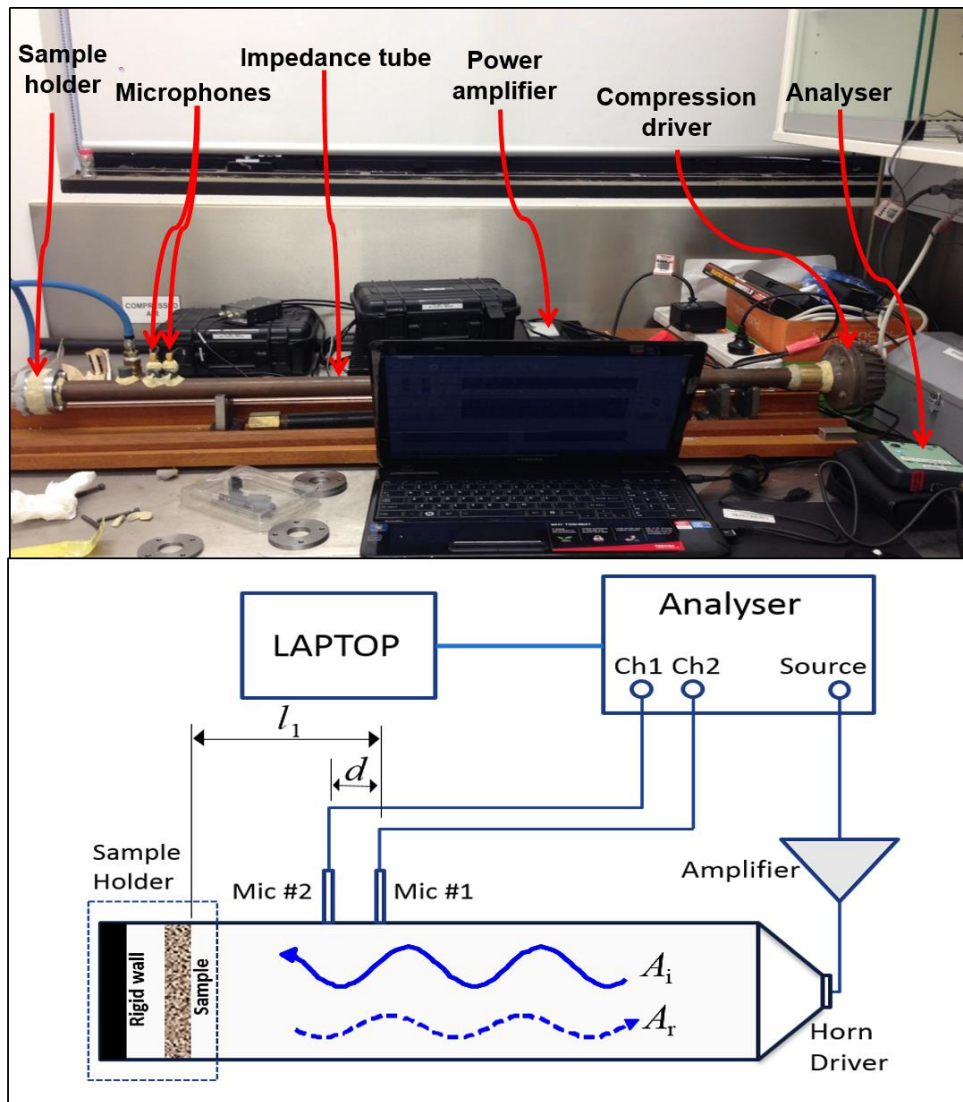 Sample
holder
Microphones
Impedance tube
Power
amplifier
Compression
driver
Analyser
COMPRESSED
AIR
TOSHIBA
LAPTOP
Analyser
Ch1 Ch2 Source
l1
d
Sample
Holder
Mic #2 Mic #1
Amplifier
Rigid wall
Sample
Ai
Ar
Horn
Driver